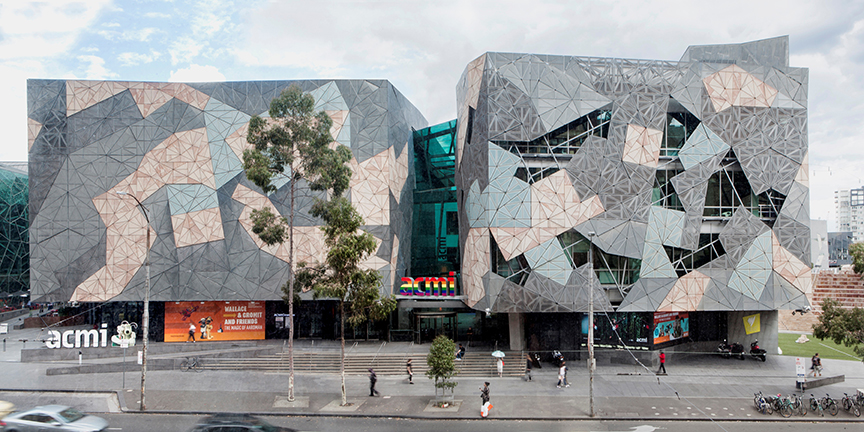 acmi
acmi
WALLACE
& GROMIT
AND FRIENDS
THE MAGIC OF AARDMAN